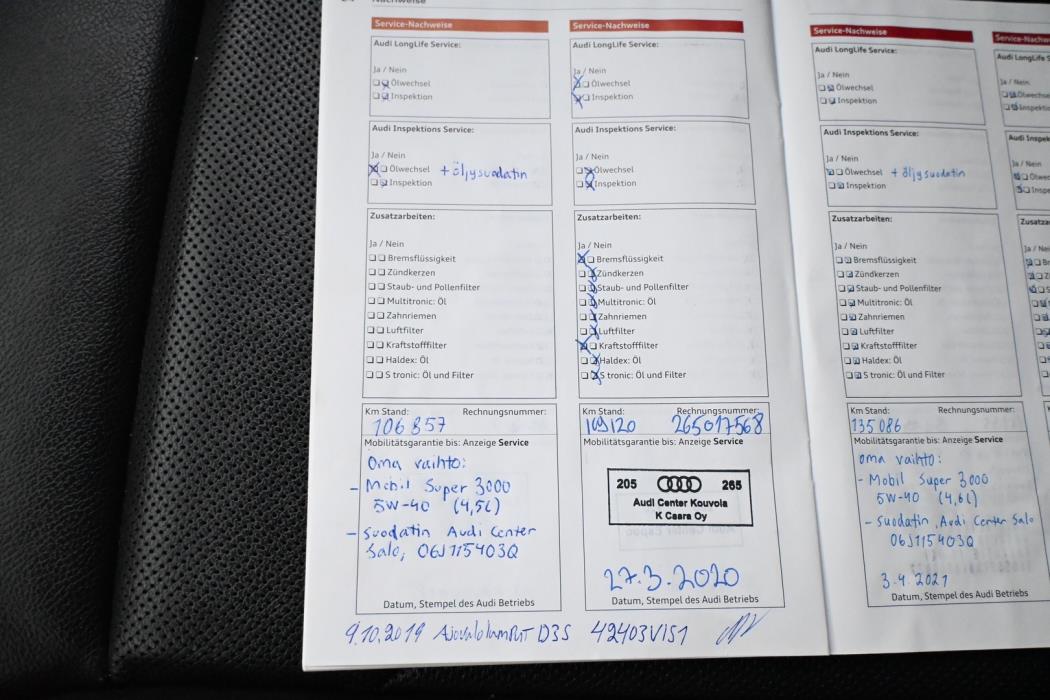 Service-Nachweise
Audi LongLife Service:
Ja / Nein
Ölwechsel
Inspektion
Audi Inspektions Service:
Ja / Nein
Ölwechsel + öljysuodatin
Inspektion
Zusatzarbeiten:
Ja / Nein
Bremsflüssigkeit
Zündkerzen
Staub- und Pollenfilter
Multitronic: Öl
Zahnriemen
Luftfilter
Kraftstofffilter
Haldex: Öl
S tronic: Öl und Filter
Km Stand: Rechnungsnummer:
106 857
Mobilitätsgarantie bis: Anzeige Service
Oma vaihto:
- Mobil Super 3000
5W-40 (4,5L)
- Suodatin Audi Center
Salo, 06J115403Q
Datum, Stempel des Audi Betriebs
9.10.2019 D3S 42403VIS1
Service-Nachweise
Audi LongLife Service:
Ja / Nein
Ölwechsel
Inspektion
Audi Inspektions Service:
Ja / Nein
Ölwechsel
Inspektion
Zusatzarbeiten:
Ja / Nein
Bremsflüssigkeit
Zündkerzen
Staub- und Pollenfilter
Multitronic: Öl
Zahnriemen
Luftfilter
Kraftstofffilter
Haldex: Öl
S tronic: Öl und Filter
Km Stand: Rechnungsnummer:
109120 265017568
Mobilitätsgarantie bis: Anzeige Service
205 265
Audi Center Kouvola
K Caara Oy
27.3.2020
Datum, Stempel des Audi Betriebs
Service-Nachweise
Audi LongLife Service:
Ja / Nein
Ölwechsel
Inspektion
Audi Inspektions Service:
Ja / Nein
Ölwechsel + öljysuodatin
Inspektion
Zusatzarbeiten:
Ja / Nein
Bremsflüssigkeit
Zündkerzen
Staub- und Pollenfilter
Multitronic: Öl
Zahnriemen
Luftfilter
Kraftstofffilter
Haldex: Öl
S tronic: Öl und Filter
Km Stand: Rechnungsnummer:
135 086
Mobilitätsgarantie bis: Anzeige Service
Oma vaihto:
- Mobil Super 3000
5W-40 (4,6L)
- Suodatin, Audi Center Salo
06J115403Q
3.4.2021
Datum, Stempel des Audi Betriebs